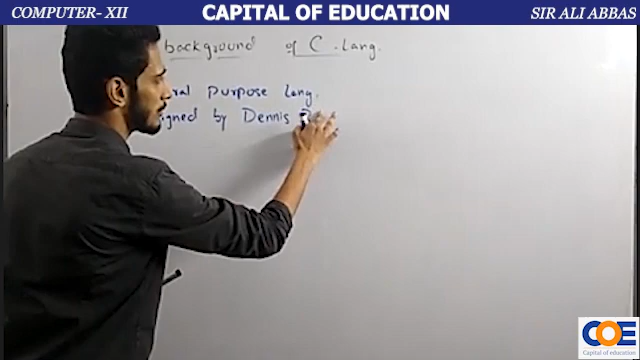 COMPUTER- XII CAPITAL OF EDUCATION SIR ALI ABBAS
background of C-lang.
ral purpose lang.
igned by Dennis
COE
Capital of education